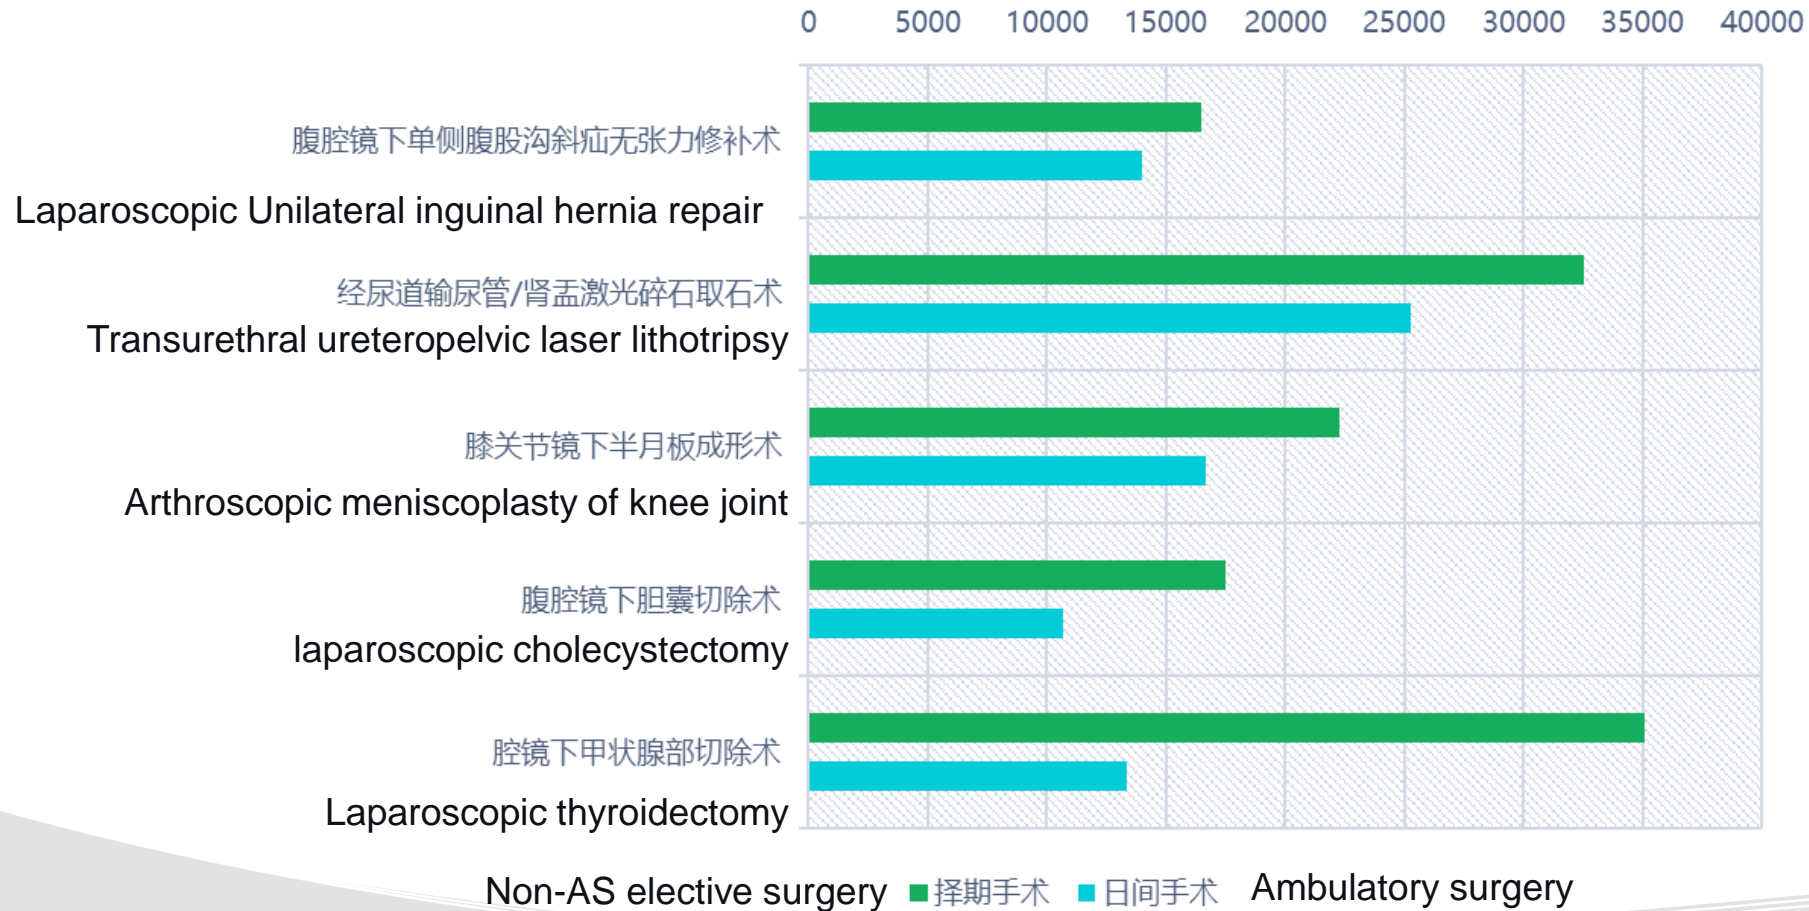 0 5000 10000 15000 20000 25000 30000 35000 40000
腹腔镜下单侧腹股沟斜疝无张力修补术
Laparoscopic Unilateral inguinal hernia repair
经尿道输尿管/肾盂激光碎石取石术
Transurethral ureteropelvic laser lithotripsy
膝关节镜下半月板成形术
Arthroscopic meniscoplasty of knee joint
腹腔镜下胆囊切除术
laparoscopic cholecystectomy
腔镜下甲状腺部切除术
Laparoscopic thyroidectomy
Non-AS elective surgery 择期手术 日间手术 Ambulatory surgery